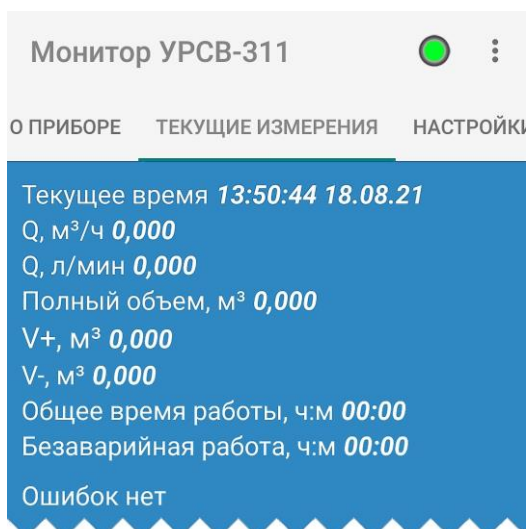 Монитор УРСВ-311
О ПРИБОРЕ ТЕКУЩИЕ ИЗМЕРЕНИЯ НАСТРОЙКИ
Текущее время 13:50:44 18.08.21
Q, м³/ч 0,000
Q, л/мин 0,000
Полный объем, м³ 0,000
V+, м³ 0,000
V-, м³ 0,000
Общее время работы, ч:м 00:00
Безаварийная работа, ч:м 00:00
Ошибок нет